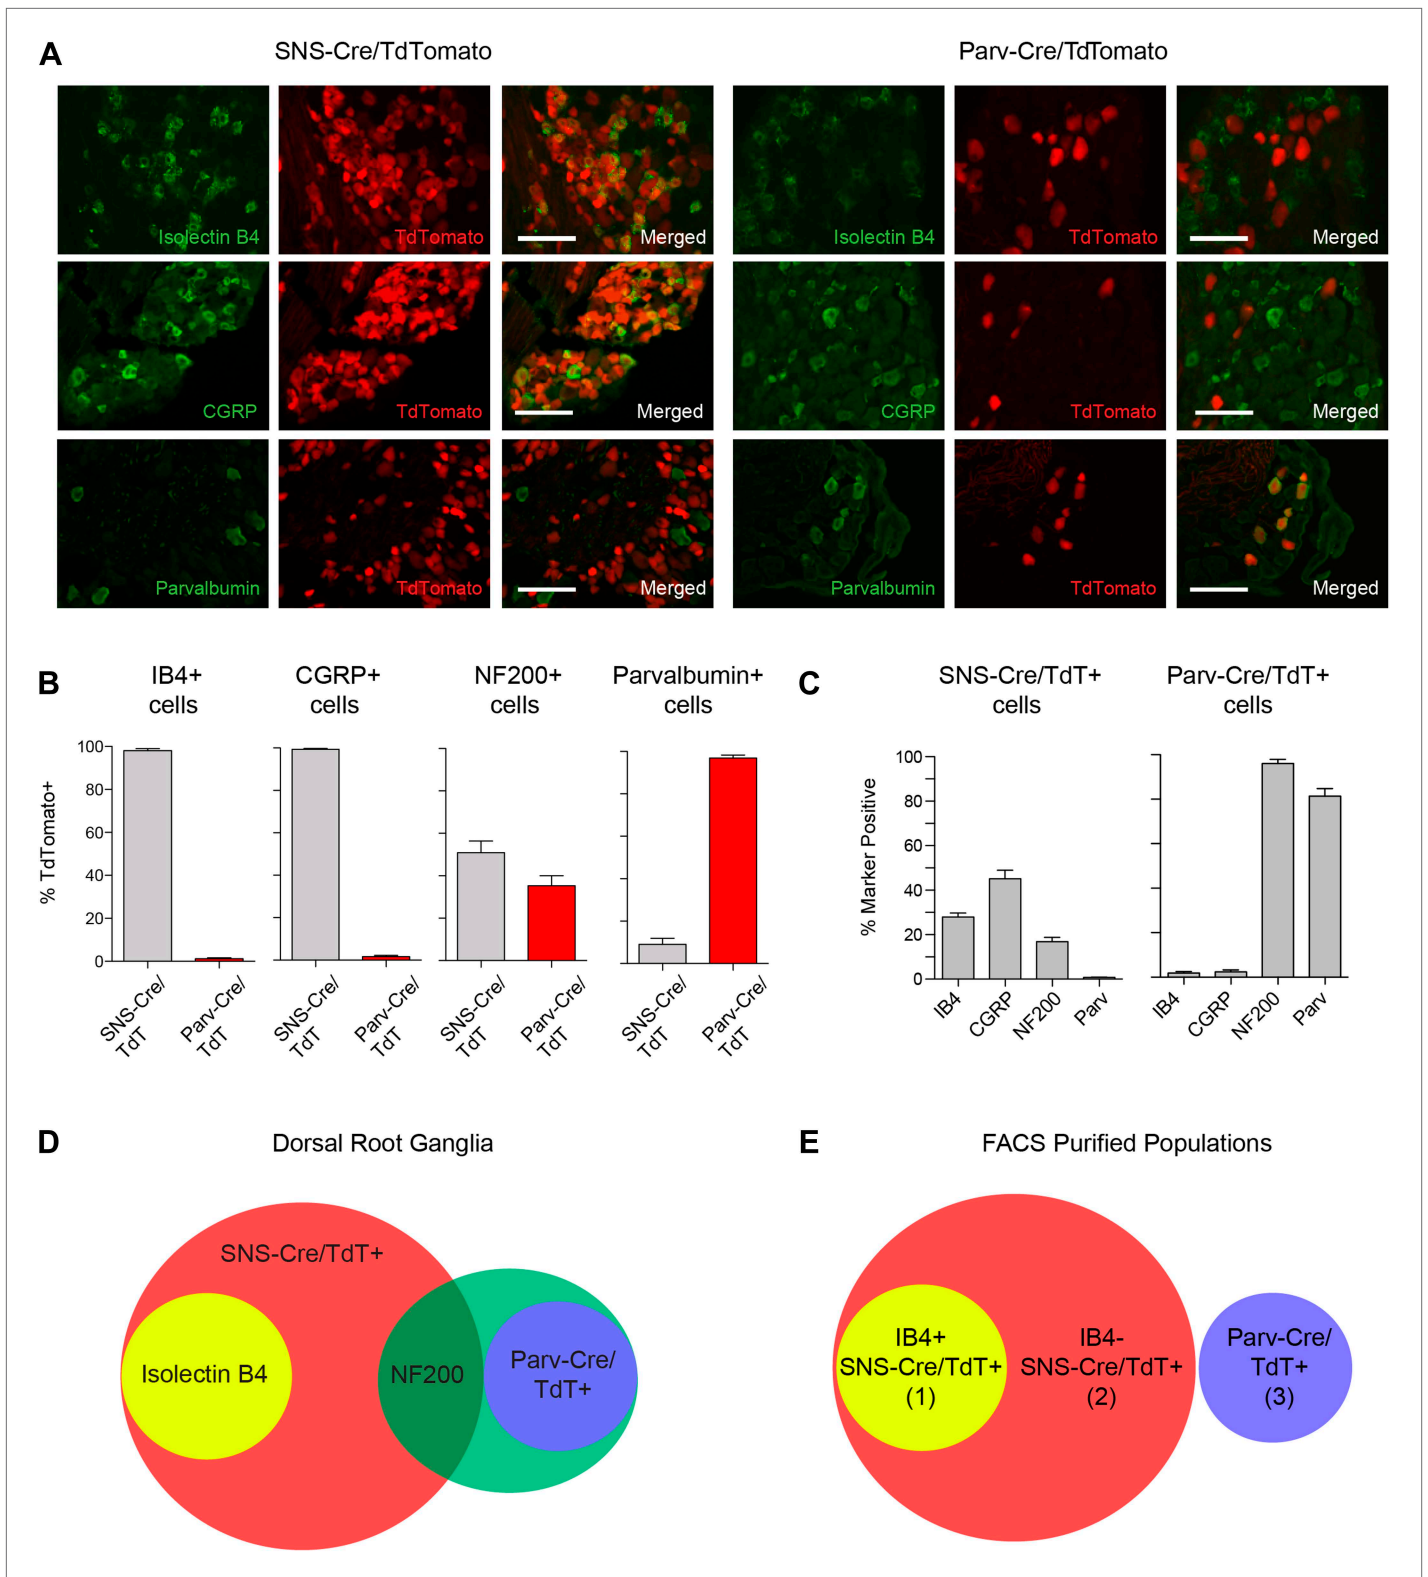 A
SNS-Cre/TdTomato
Parv-Cre/TdTomato
Isolectin B4
TdTomato
Merged
Isolectin B4
TdTomato
Merged
CGRP
TdTomato
Merged
CGRP
TdTomato
Merged
Parvalbumin
TdTomato
Merged
Parvalbumin
TdTomato
Merged
B
IB4+
cells
CGRP+
cells
NF200+
cells
Parvalbumin+
cells
% TdTomato+
100
80
60
40
20
0
SNS-Cre/
TdT
Parv-Cre/
TdT
SNS-Cre/
TdT
Parv-Cre/
TdT
SNS-Cre/
TdT
Parv-Cre/
TdT
SNS-Cre/
TdT
Parv-Cre/
TdT
C
SNS-Cre/TdT+
cells
Parv-Cre/TdT+
cells
% Marker Positive
100
80
60
40
20
0
IB4
CGRP
NF200
Parv
IB4
CGRP
NF200
Parv
D
Dorsal Root Ganglia
SNS-Cre/TdT+
Isolectin B4
NF200
Parv-Cre/
TdT+
E
FACS Purified Populations
IB4+
SNS-Cre/TdT+
(1)
IB4-
SNS-Cre/TdT+
(2)
Parv-Cre/
TdT+
(3)